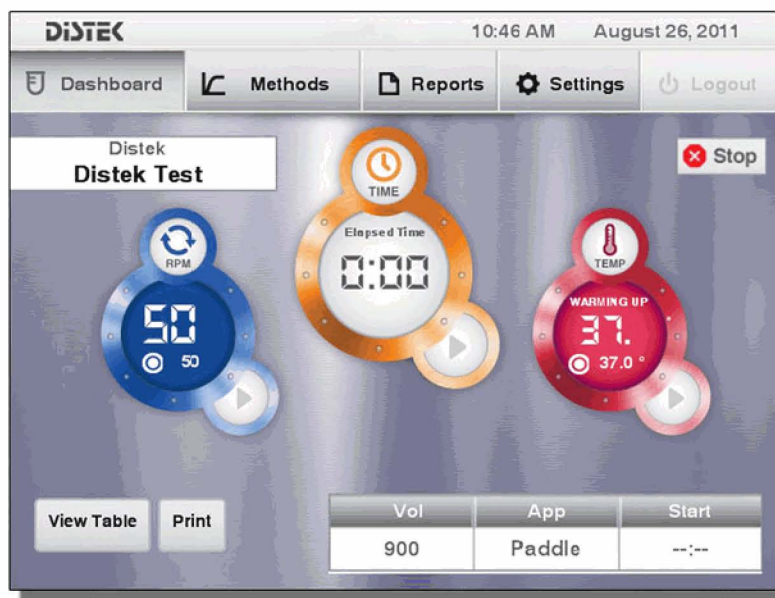 DiSTEK
10:46 AM August 26, 2011
Dashboard Methods Reports Settings Logout
Distek
Distek Test
Stop
TIME
Elapsed Time
0:00
RPM
50
50
TEMP
WARMING UP
37.
37.0 °
View Table Print
Vol App Start
900 Paddle --:--